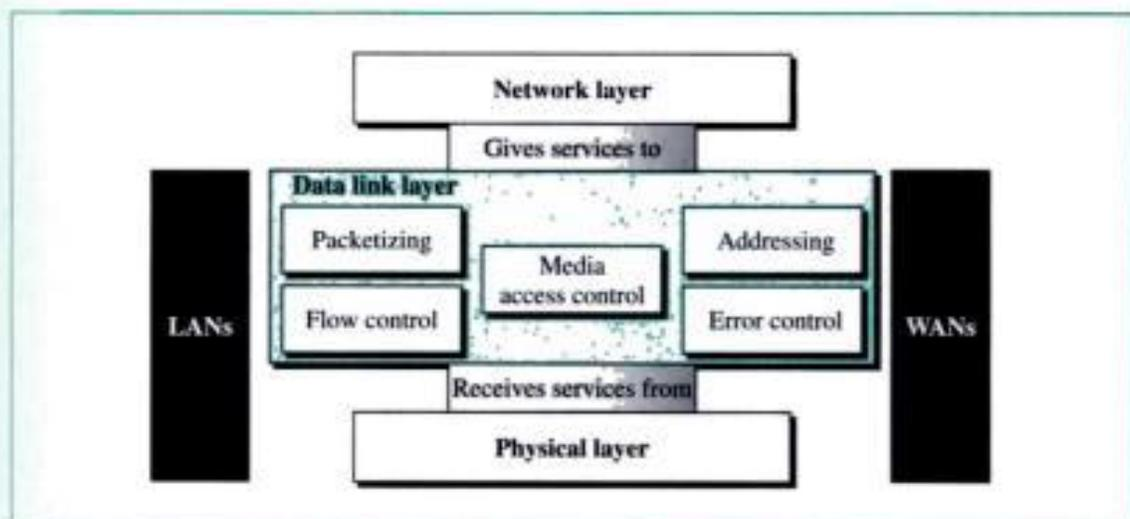 Network layer
Gives services to
Data link layer
Packetizing
Addressing
Media
access control
Flow control
Error control
LANs
WANs
Receives services from
Physical layer